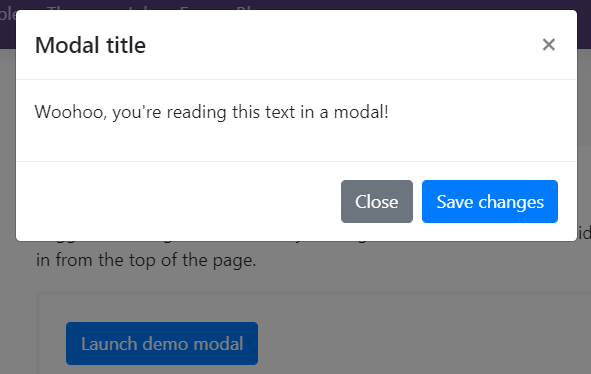 Modal title
×
Woohoo, you're reading this text in a modal!
Close
Save changes
in from the top of the page.
Launch demo modal